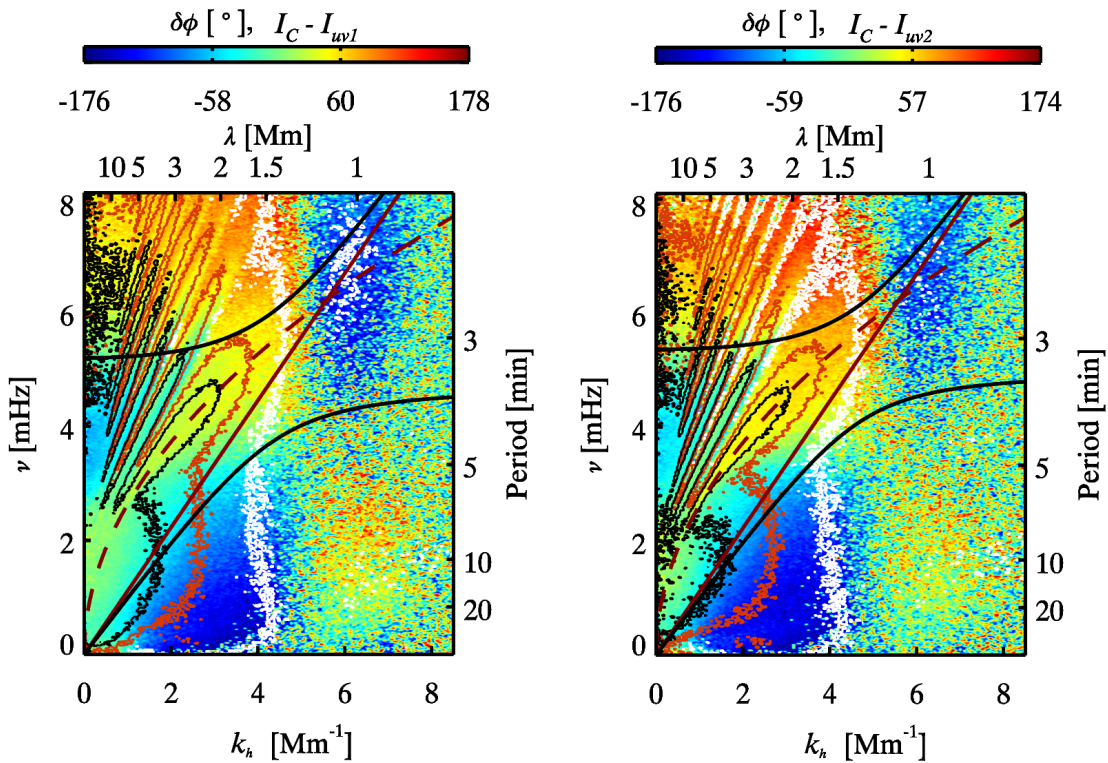 δϕ [°], I_C - I_uv1
-176 -58 60 178
λ [Mm]
10 5 3 2 1.5 1
8
6
4
2
0
ν [mHz]
3
5
10
20
Period [min]
0 2 4 6 8
k_h [Mm⁻¹]
δϕ [°], I_C - I_uv2
-176 -59 57 174
λ [Mm]
10 5 3 2 1.5 1
8
6
4
2
0
ν [mHz]
3
5
10
20
Period [min]
0 2 4 6 8
k_h [Mm⁻¹]